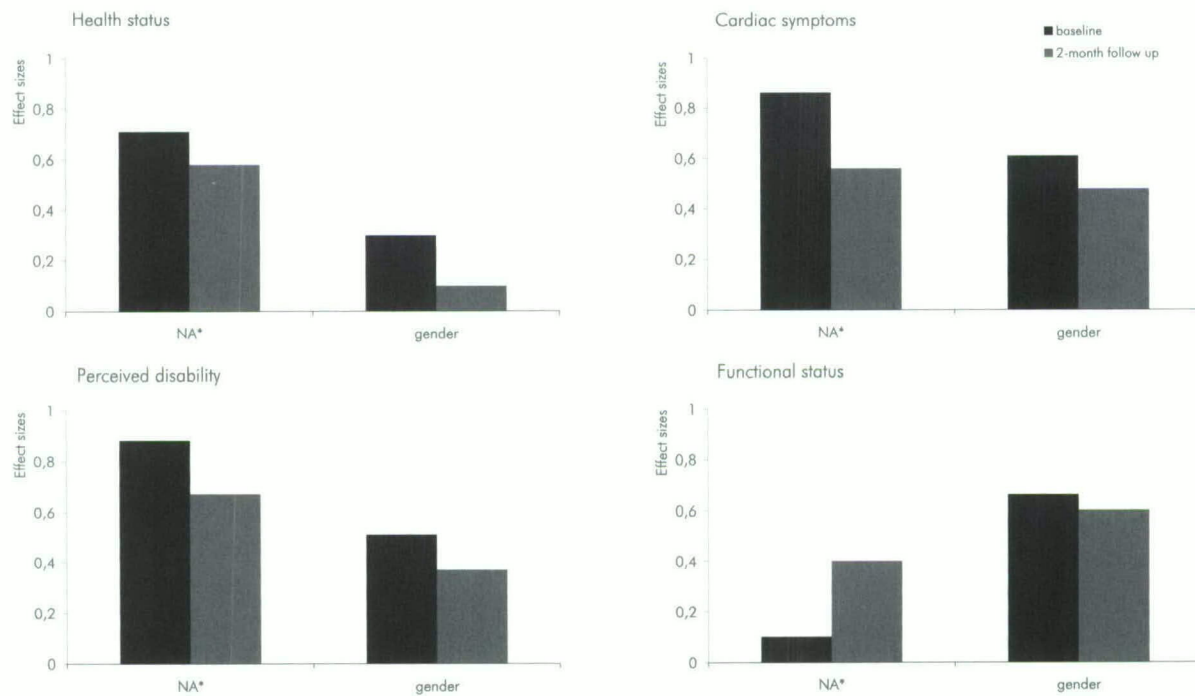 Health status
Effect sizes
1
0,8
0,6
0,4
0,2
0
NA*
gender
Cardiac symptoms
baseline
2-month follow up
Effect sizes
1
0,8
0,6
0,4
0,2
0
NA*
gender
Perceived disability
Effect sizes
1
0,8
0,6
0,4
0,2
0
NA*
gender
Functional status
Effect sizes
1
0,8
0,6
0,4
0,2
0
NA*
gender